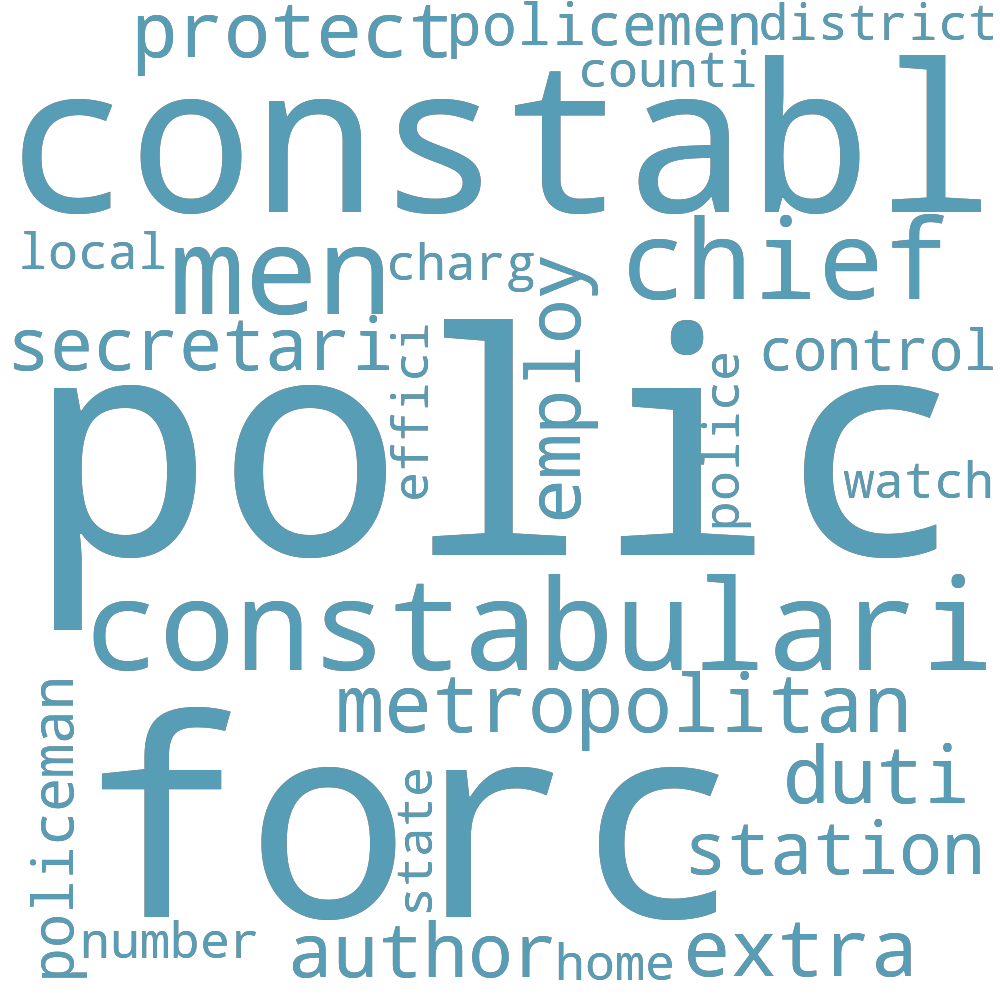 protect
policemen
district
counti
constabl
local
men
charg
chief
secretari
effici
employ
police
control
polic
watch
constabulari
policeman
metropolitan
forc
state
duti
station
number
author
home
extra